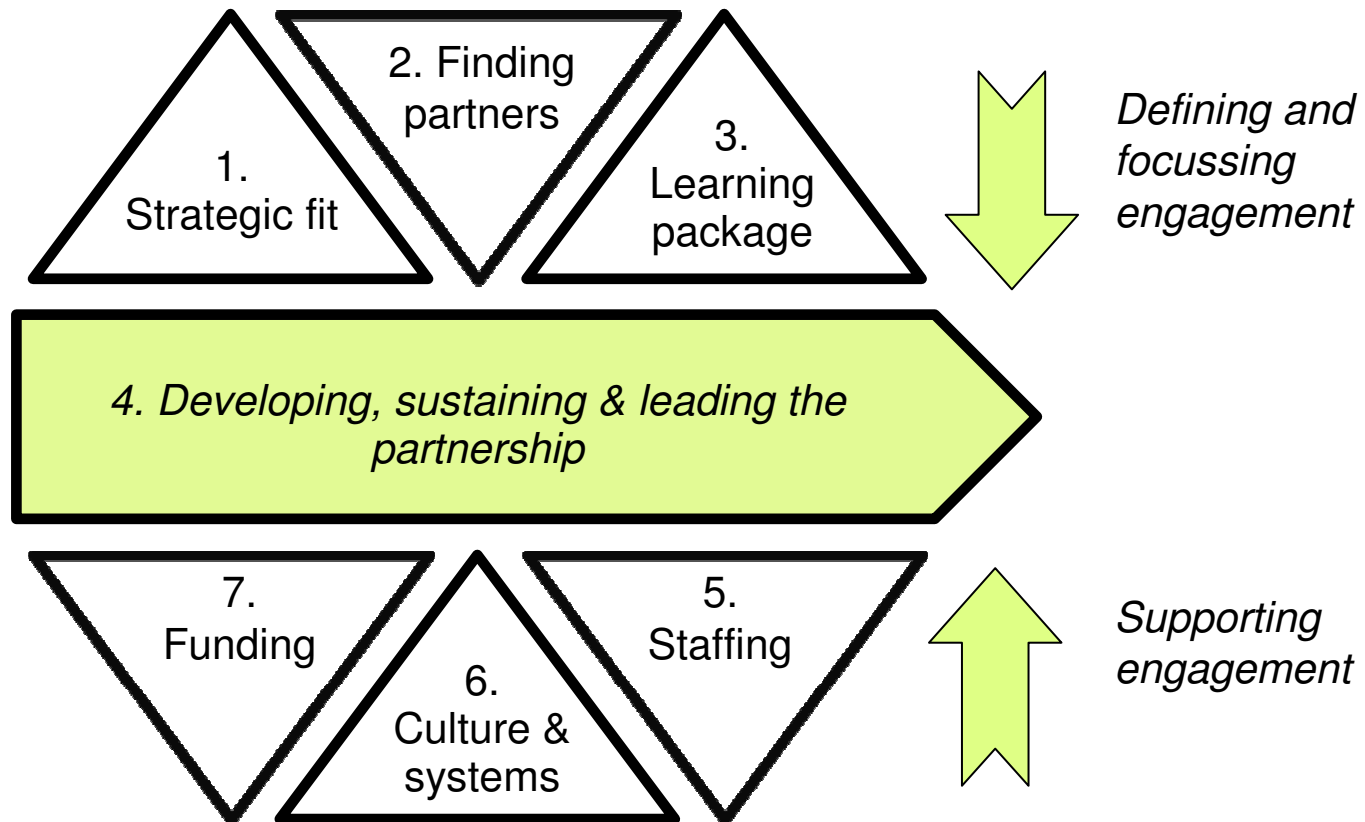 1.
Strategic fit
2. Finding
partners
3.
Learning
package
Defining and
focussing
engagement
4. Developing, sustaining & leading the
partnership
7.
Funding
6.
Culture &
systems
5.
Staffing
Supporting
engagement